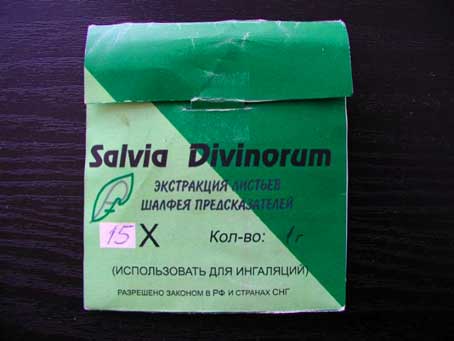 Salvia Divinorum
ЭКСТРАКЦИЯ ЛИСТЬЕВ
ШАЛФЕЯ ПРЕДСКАЗАТЕЛЕЙ
15 X Кол-во: 1г
(ИСПОЛЬЗОВАТЬ ДЛЯ ИНГАЛЯЦИЙ)
РАЗРЕШЕНО ЗАКОНОМ В РФ И СТРАНАХ СНГ